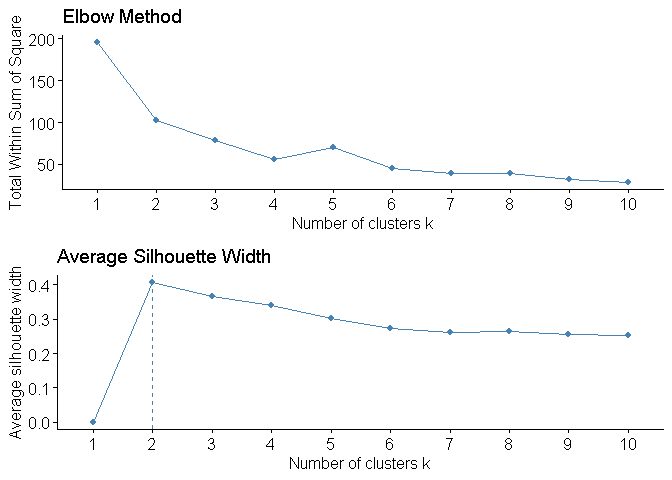 Elbow Method
Total Within Sum of Square
200
150
100
50
1 2 3 4 5 6 7 8 9 10
Number of clusters k
Average Silhouette Width
Average silhouette width
0.4
0.3
0.2
0.1
0.0
1 2 3 4 5 6 7 8 9 10
Number of clusters k